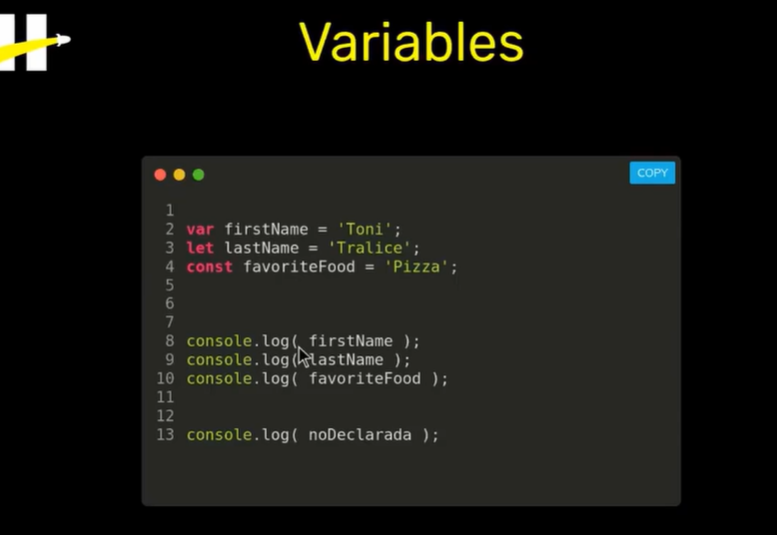 Variables
COPY
1
2 var firstName = 'Toni';
3 let lastName = 'Tralice';
4 const favoriteFood = 'Pizza';
5
6
7
8 console.log( firstName );
9 console.log( lastName );
10 console.log( favoriteFood );
11
12
13 console.log( noDeclarada );